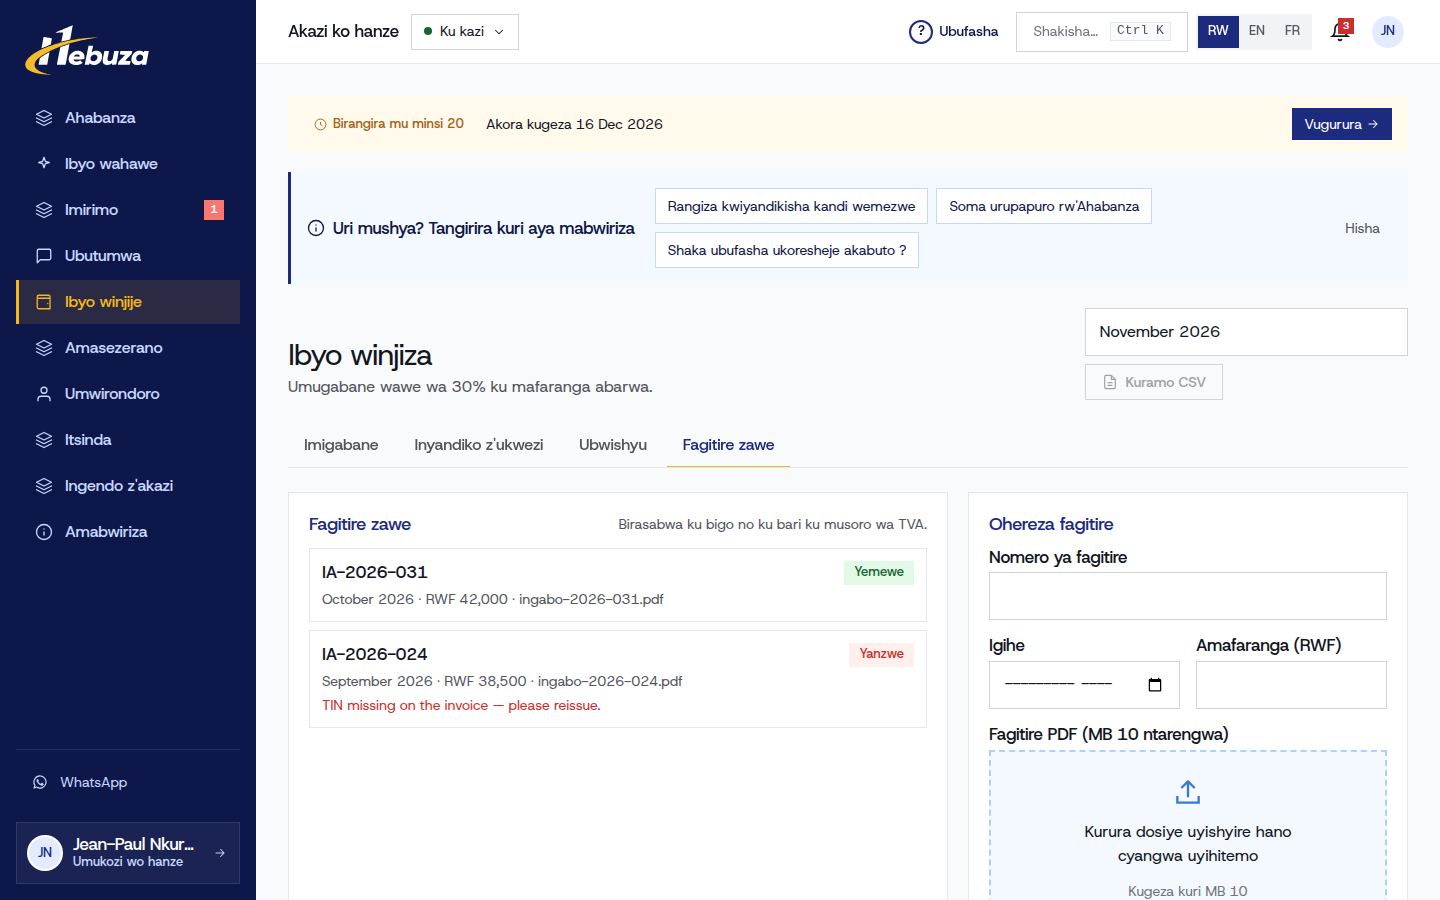 Hebuza
Ahabanza
Ibyo wahawe
Imirimo 1
Ubutumwa
Ibyo winjije
Amasezerano
Umwirondoro
Itsinda
Ingendo z'akazi
Amabwiriza
WhatsApp
JN Jean-Paul Nkur...
Umukozi wo hanze
Akazi ko hanze Ku kazi ? Ubufasha Shakisha... Ctrl K RW EN FR 3 JN
Birangira mu minsi 20 Akora kugeza 16 Dec 2026 Vugurura →
Uri mushya? Tangirira kuri aya mabwiriza
Rangiza kwiyandikisha kandi wemezwe Soma urupapuro rw'Ahabanza
Shaka ubufasha ukoresheje akabuto ?
Hisha
Ibyo winjiza
Umugabane wawe wa 30% ku mafaranga abarwa.
November 2026
Kuramo CSV
Imigabane Inyandiko z'ukwezi Ubwishyu Fagitire zawe
Fagitire zawe Birasabwa ku bigo no ku bari ku musoro wa TVA.
IA-2026-031 Yemewe
October 2026 · RWF 42,000 · ingabo-2026-031.pdf
IA-2026-024 Yanzwe
September 2026 · RWF 38,500 · ingabo-2026-024.pdf
TIN missing on the invoice — please reissue.
Ohereza fagitire
Nomero ya fagitire
Igihe Amafaranga (RWF)
--------- ----
Fagitire PDF (MB 10 ntarengwa)
Kurura dosiye uyishyire hano
cyangwa uyihitemo
Kugeza kuri MB 10